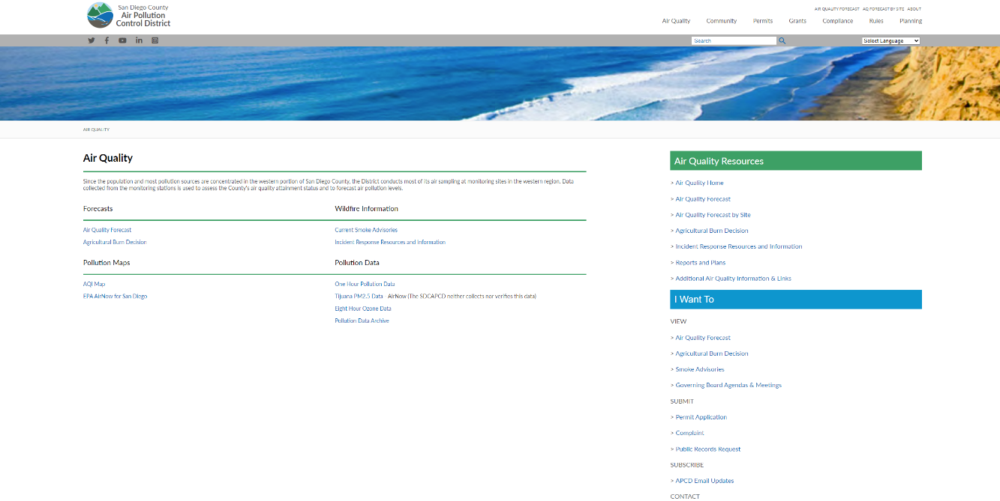 San Diego County
Air Pollution
Control District
AIR QUALITY FORECAST AQ FORECAST BY SITE ABOUT
Air Quality Community Permits Grants Compliance Rules Planning
Search
Select Language
AIR QUALITY
Air Quality
Since the population and most pollution sources are concentrated in the western portion of San Diego County, the District conducts most of its air sampling at monitoring sites in the western region. Data
collected from the monitoring stations is used to assess the County's air quality attainment status and to forecast air pollution levels.
Forecasts
Air Quality Forecast
Agricultural Burn Decision
Wildfire Information
Current Smoke Advisories
Incident Response Resources and Information
Pollution Maps
AQI Map
EPA AirNow for San Diego
Pollution Data
One Hour Pollution Data
Tijuana PM2.5 Data - AirNow (The SDCAPCD neither collects nor verifies this data)
Eight Hour Ozone Data
Pollution Data Archive
Air Quality Resources
> Air Quality Home
> Air Quality Forecast
> Air Quality Forecast by Site
> Agricultural Burn Decision
> Incident Response Resources and Information
> Reports and Plans
> Additional Air Quality Information & Links
I Want To
VIEW
> Air Quality Forecast
> Agricultural Burn Decision
> Smoke Advisories
> Governing Board Agendas & Meetings
SUBMIT
> Permit Application
> Complaint
> Public Records Request
SUBSCRIBE
> APCD Email Updates
CONTACT